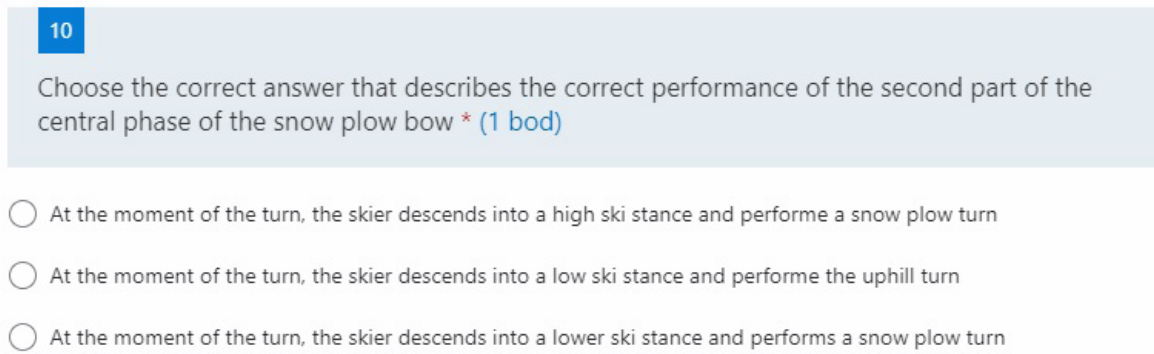 10
Choose the correct answer that describes the correct performance of the second part of the
central phase of the snow plow bow * (1 bod)
At the moment of the turn, the skier descends into a high ski stance and performe a snow plow turn
At the moment of the turn, the skier descends into a low ski stance and performe the uphill turn
At the moment of the turn, the skier descends into a lower ski stance and performs a snow plow turn